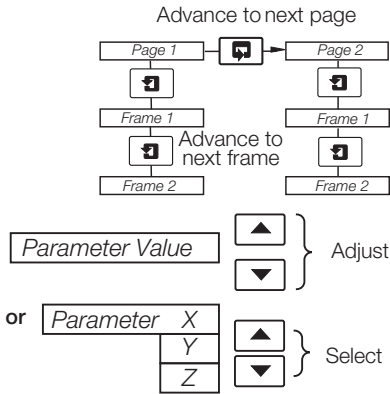 Advance to next page
Page 1
Page 2
Frame 1
Frame 1
Advance to
next frame
Frame 2
Frame 2
Parameter Value
Adjust
or Parameter X
Y
Z
Select